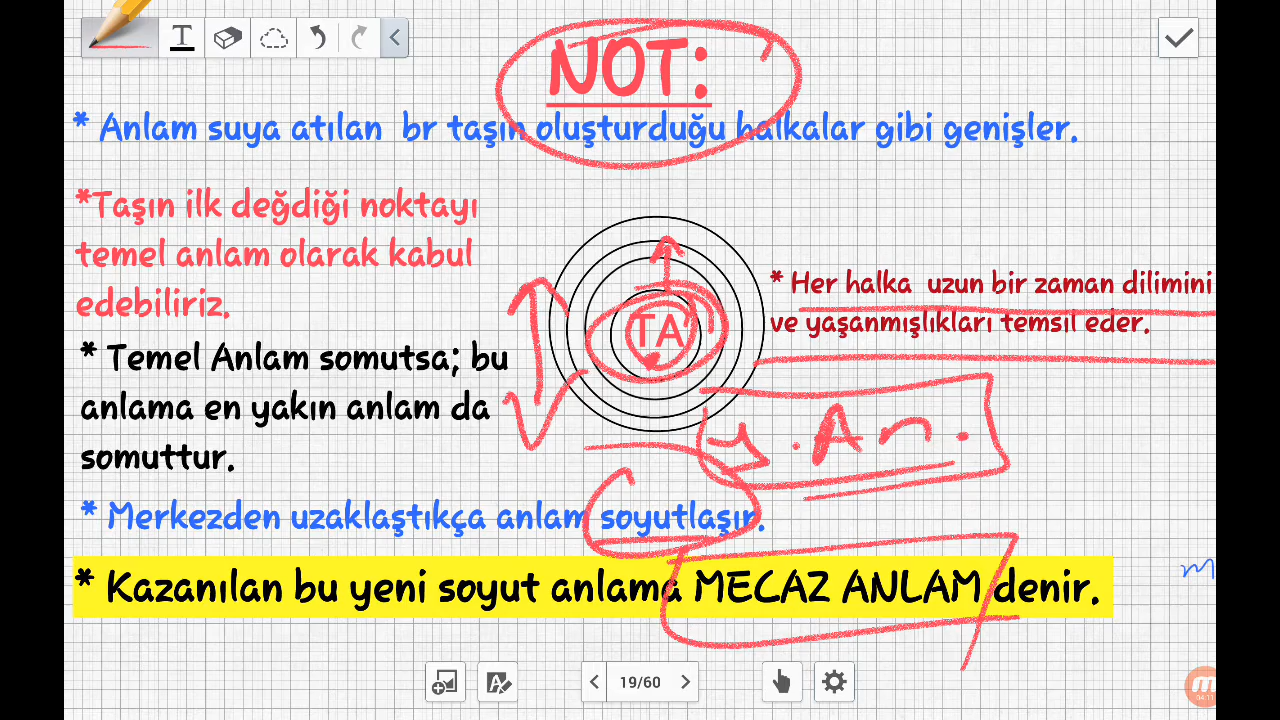 T
NOT:
* Anlam suya atılan br taşın oluşturduğu halkalar gibi genişler.
*Taşın ilk değdiği noktayı
temel anlam olarak kabul
edebiliriz.
TA
* Her halka uzun bir zaman dilimini
ve yaşanmışlıkları temsil eder.
* Temel Anlam somutsa; bu
anlama en yakın anlam da
somuttur.
Y.An.
* Merkezden uzaklaştıkça anlam soyutlaşır.
* Kazanılan bu yeni soyut anlama MECAZ ANLAM denir.
m
19/60
04:11